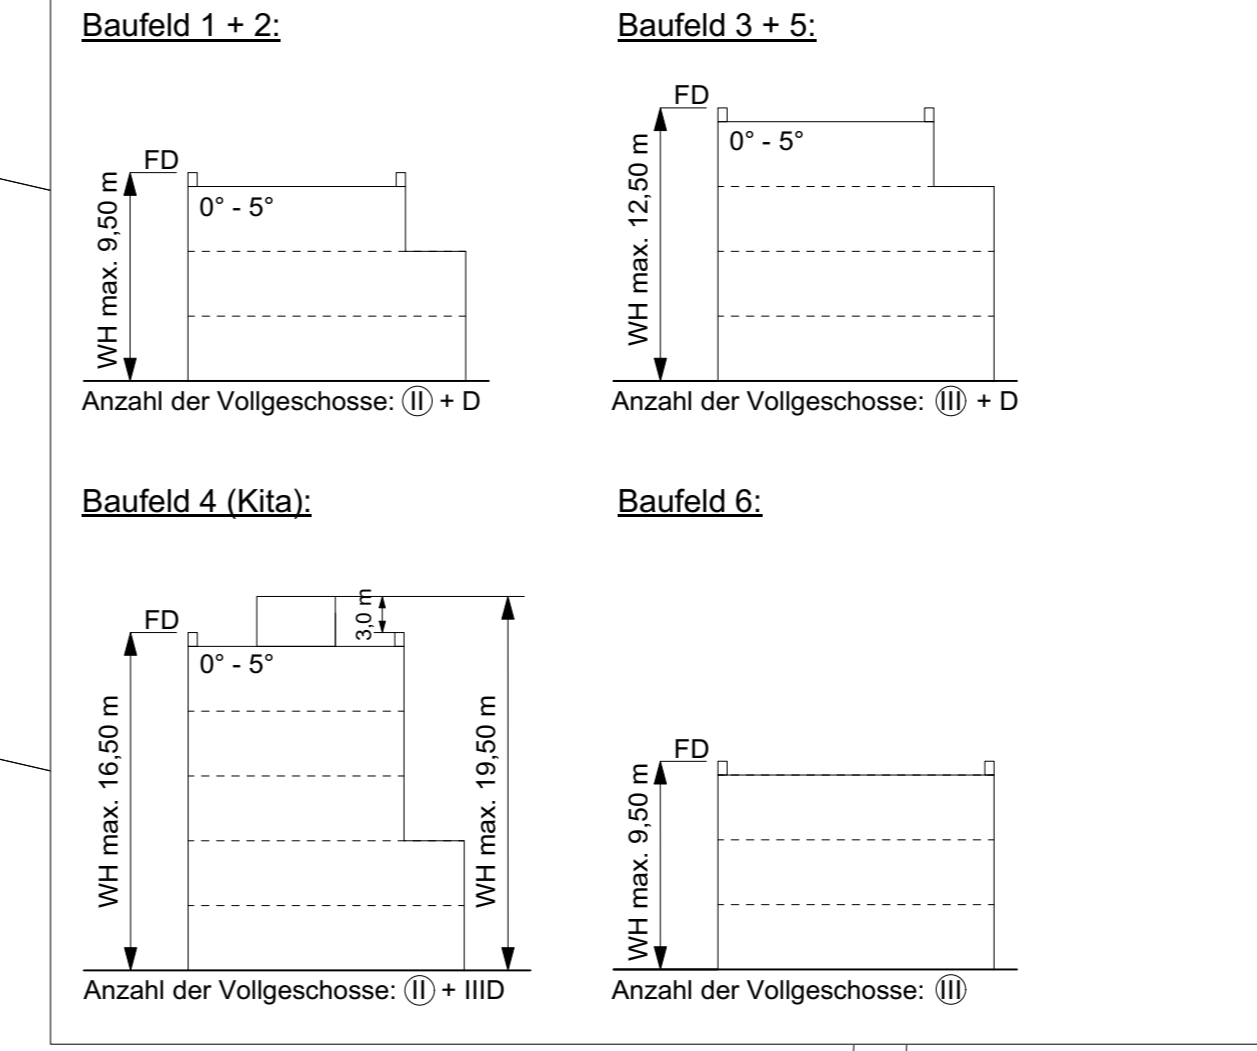 Baufeld 1 + 2:
FD
0° - 5°
WH max. 9,50 m
Anzahl der Vollgeschosse: II + D
Baufeld 3 + 5:
FD
0° - 5°
WH max. 12,50 m
Anzahl der Vollgeschosse: III + D
Baufeld 4 (Kita):
FD
3,0 m
0° - 5°
WH max. 16,50 m
WH max. 19,50 m
Anzahl der Vollgeschosse: II + IIID
Baufeld 6:
FD
WH max. 9,50 m
Anzahl der Vollgeschosse: III